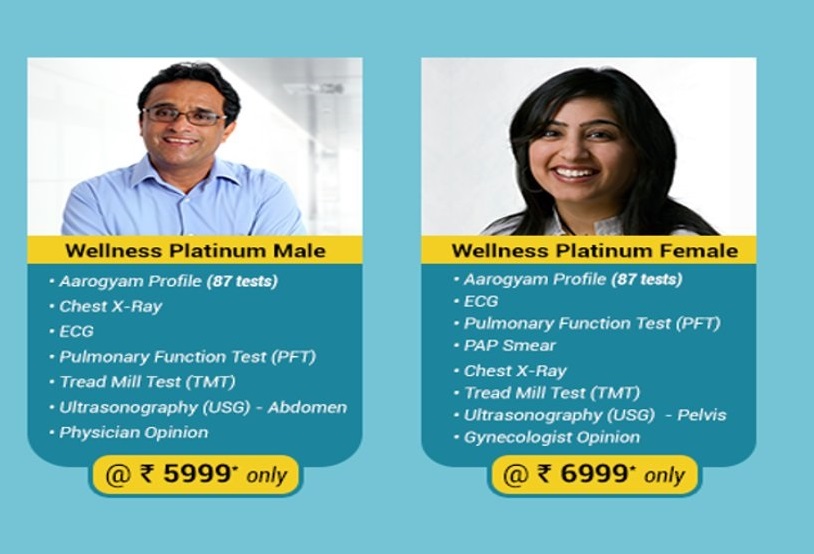 Wellness Platinum Male
• Aarogyam Profile (87 tests)
• Chest X-Ray
• ECG
• Pulmonary Function Test (PFT)
• Tread Mill Test (TMT)
• Ultrasonography (USG) - Abdomen
• Physician Opinion
@ ₹ 5999* only
Wellness Platinum Female
• Aarogyam Profile (87 tests)
• ECG
• Pulmonary Function Test (PFT)
• PAP Smear
• Chest X-Ray
• Tread Mill Test (TMT)
• Ultrasonography (USG) - Pelvis
• Gynecologist Opinion
@ ₹ 6999* only